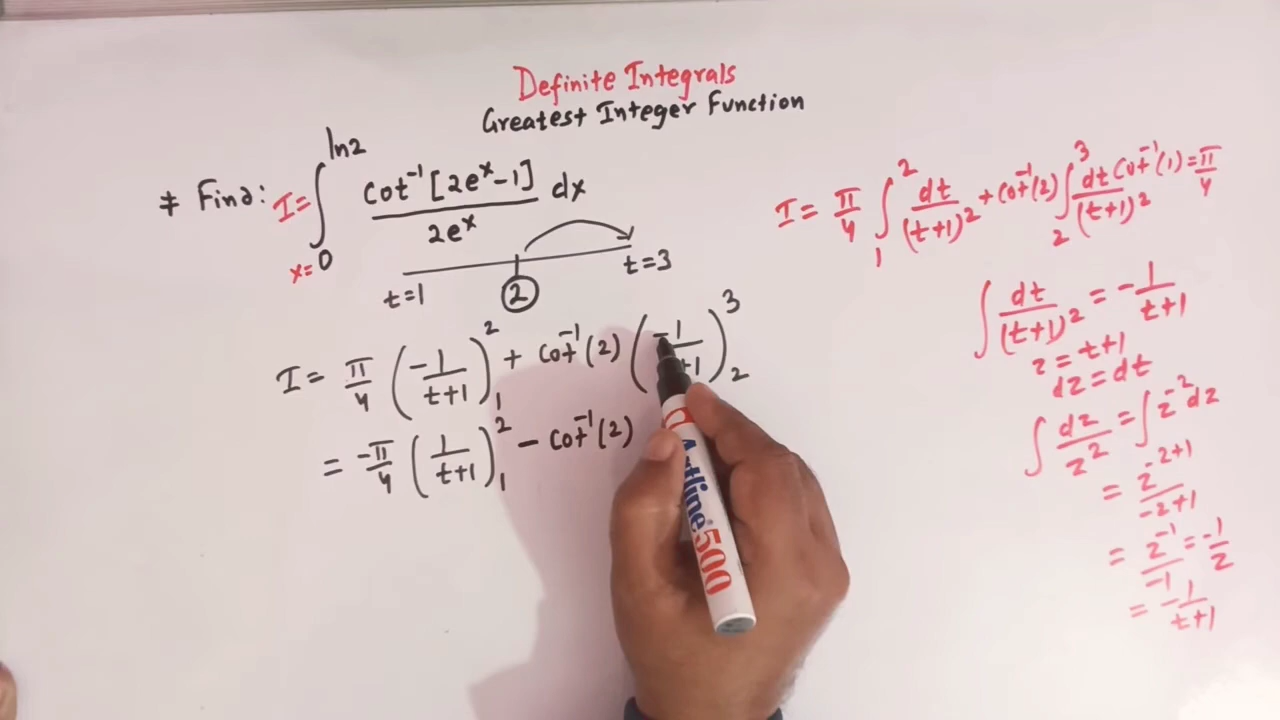 Definite Integrals
Greatest Integer Function
# Find: I = ∫₀^{ln2} cot⁻¹[2eˣ-1] / 2eˣ dx
x=0
t=1 ② t=3
I = π/4 (-1/(t+1))₁² + cot⁻¹(2) (-1/ +1)₂³
= -π/4 (1/(t+1))₁² - cot⁻¹(2)
I = π/4 ∫₁² dt/(t+1)² + cot⁻¹(2) ∫₂³ dt/(t+1)²
cot⁻¹(1) = π/4
∫ dt/(t+1)² = -1/(t+1)
z = t+1
dz = dt
∫ dz/z² = ∫ z⁻² dz
= z⁻²⁺¹/(-2+1)
= z⁻¹/-1 = -1/z
= -1/(t+1)
Artline 500